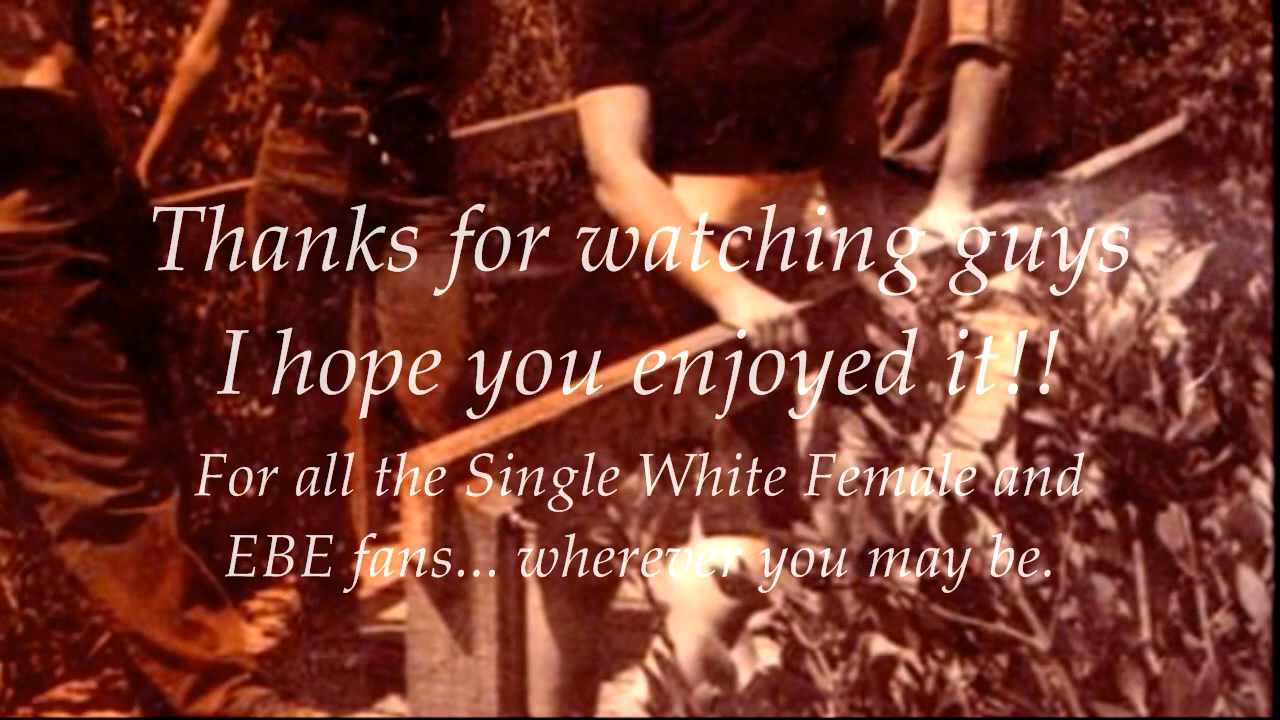 Thanks for watching guys
I hope you enjoyed it!!
For all the Single White Female and
EBE fans... wherever you may be.